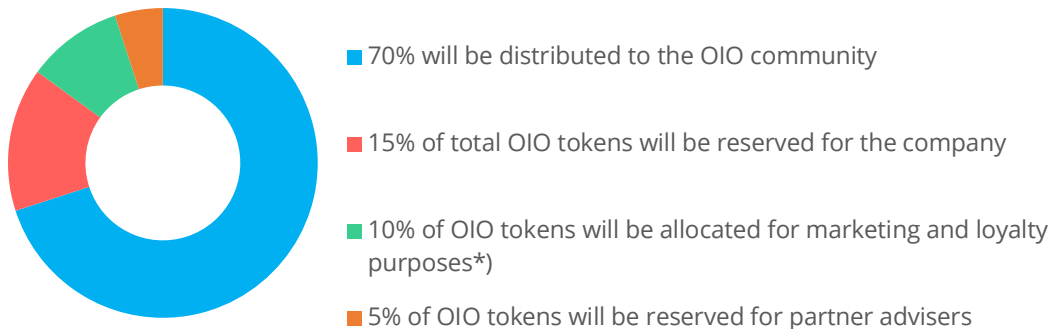 70% will be distributed to the OIO community
15% of total OIO tokens will be reserved for the company
10% of OIO tokens will be allocated for marketing and loyalty
purposes*)
5% of OIO tokens will be reserved for partner advisers